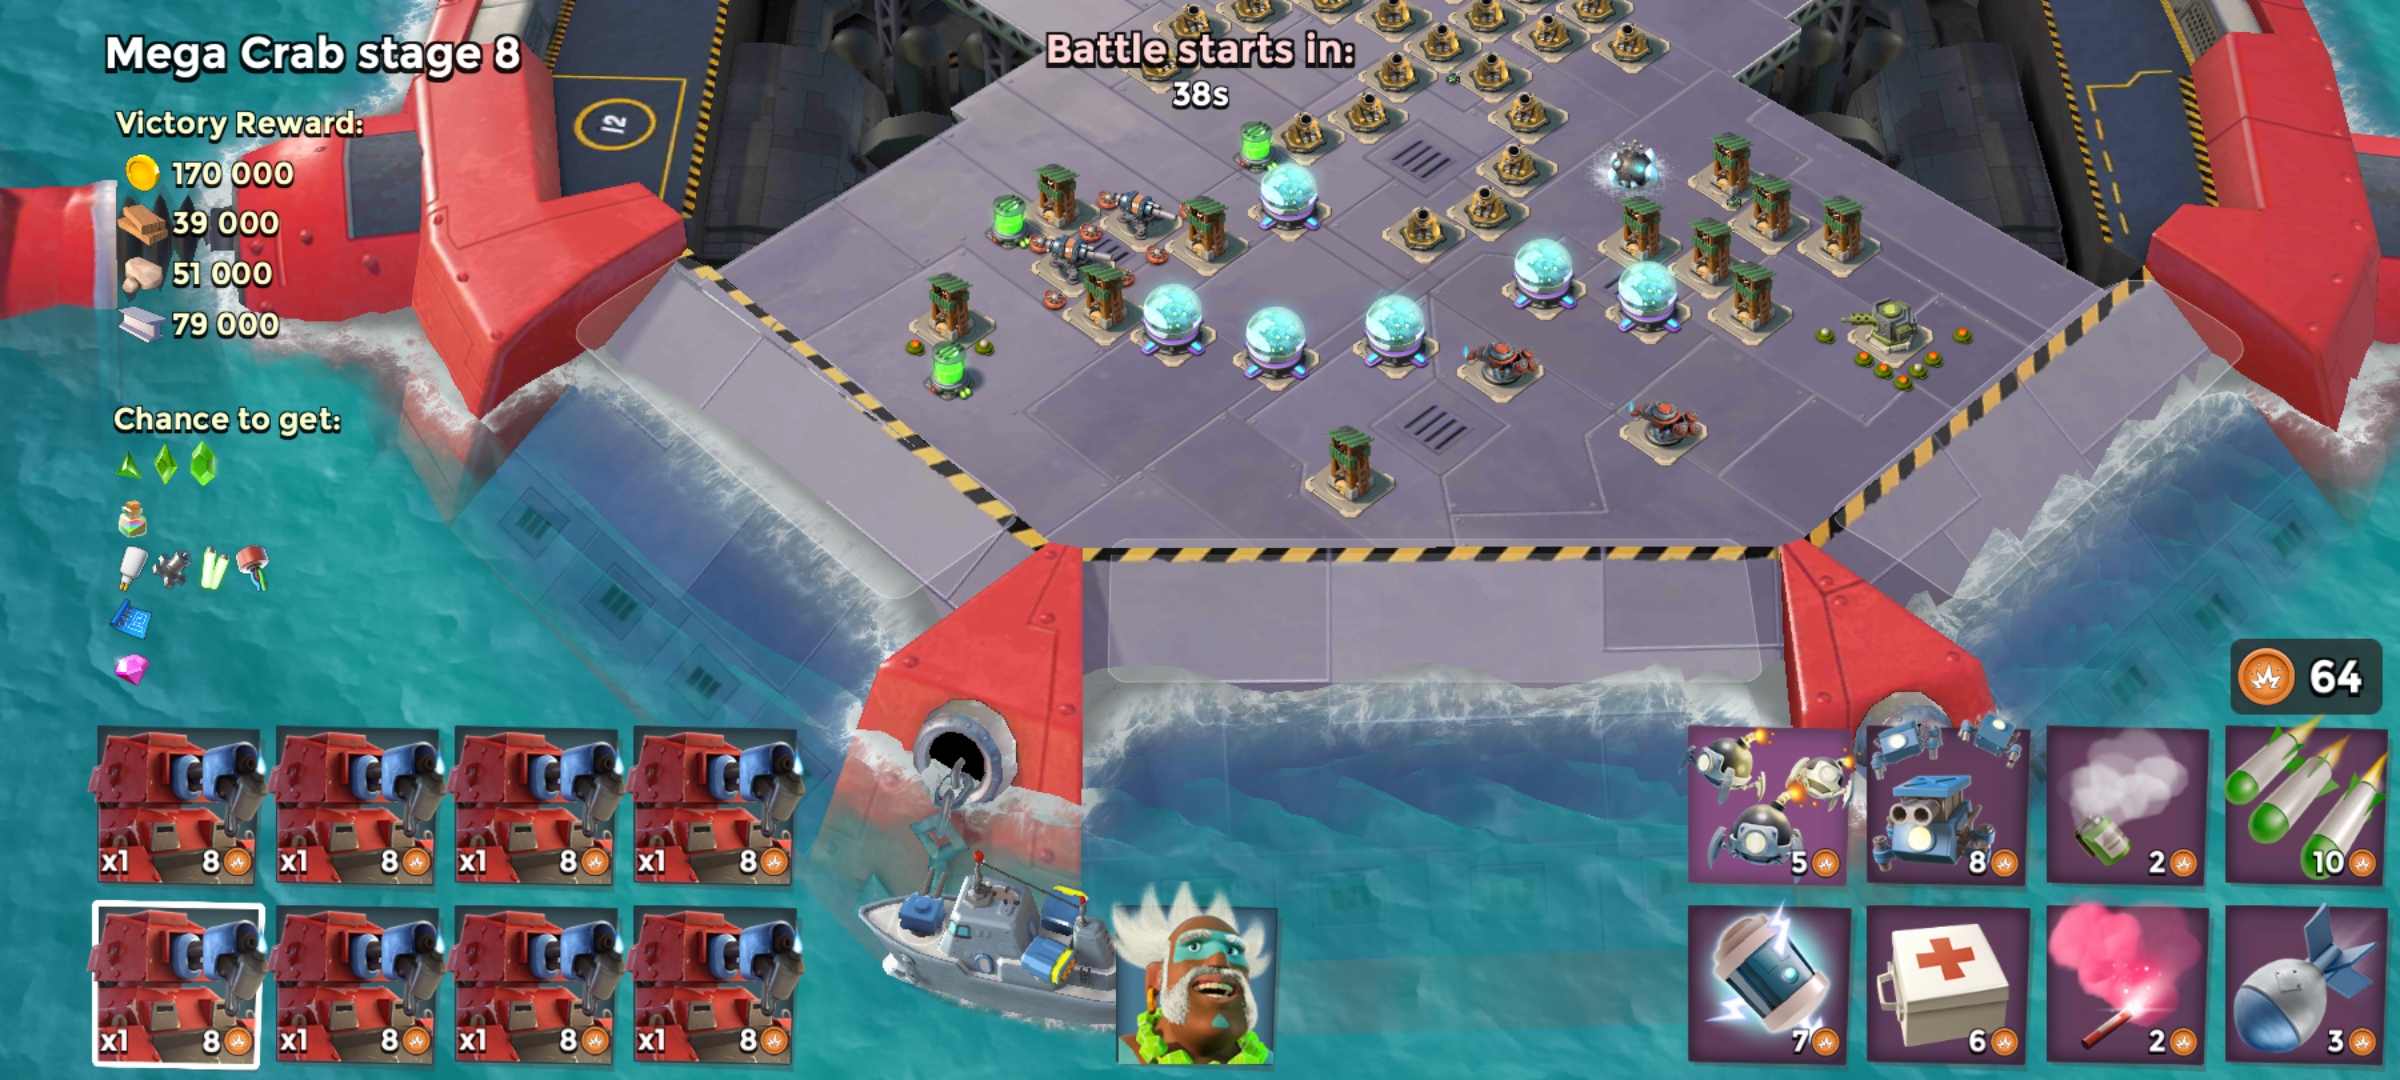 Mega Crab stage 8
Battle starts in:
38s
Victory Reward:
170 000
39 000
51 000
79 000
12
Chance to get:
64
x1 8
x1 8
x1 8
x1 8
5
8
2
10
x1 8
x1 8
x1 8
x1 8
7
6
2
3